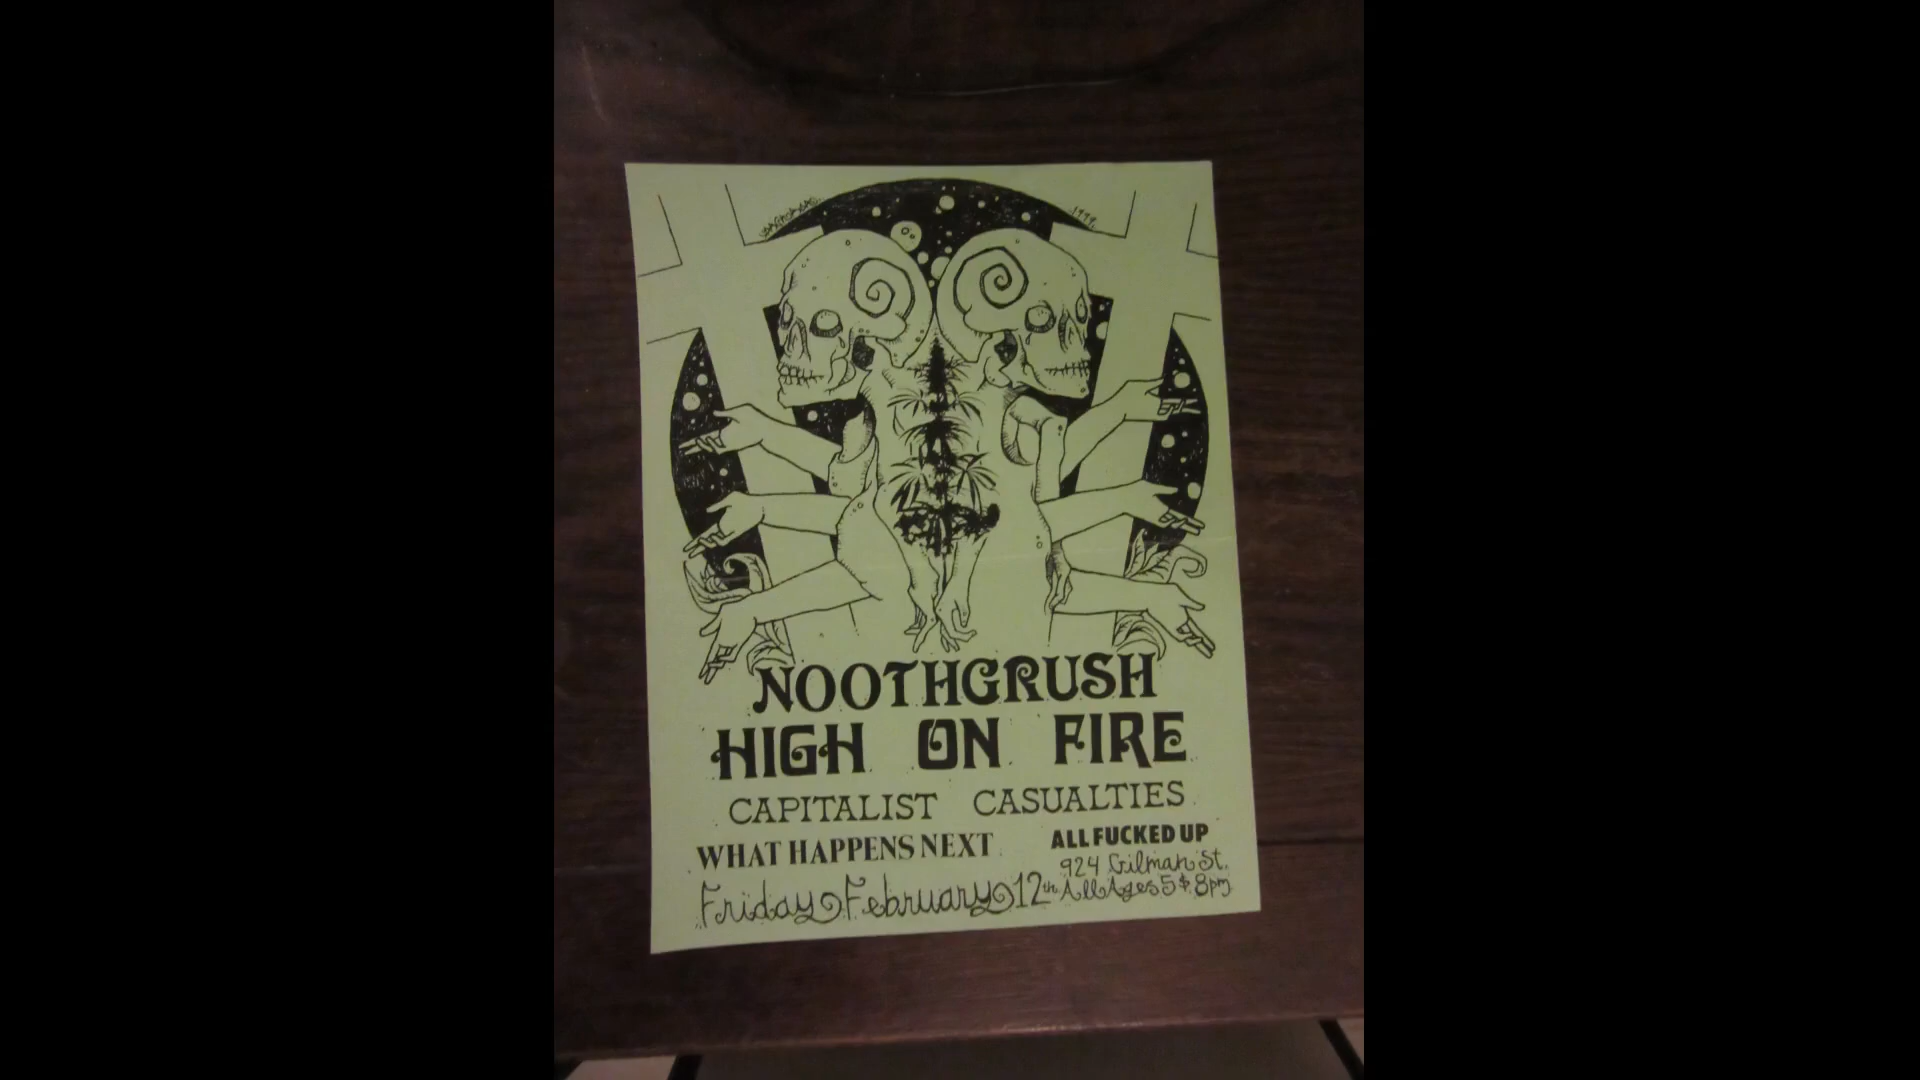 1999
NOOTHGRUSH
HIGH ON FIRE
CAPITALIST CASUALTIES
WHAT HAPPENS NEXT
ALL FUCKED UP
924 Gilman St.
Friday February 12th All Ages 5$ 8pm